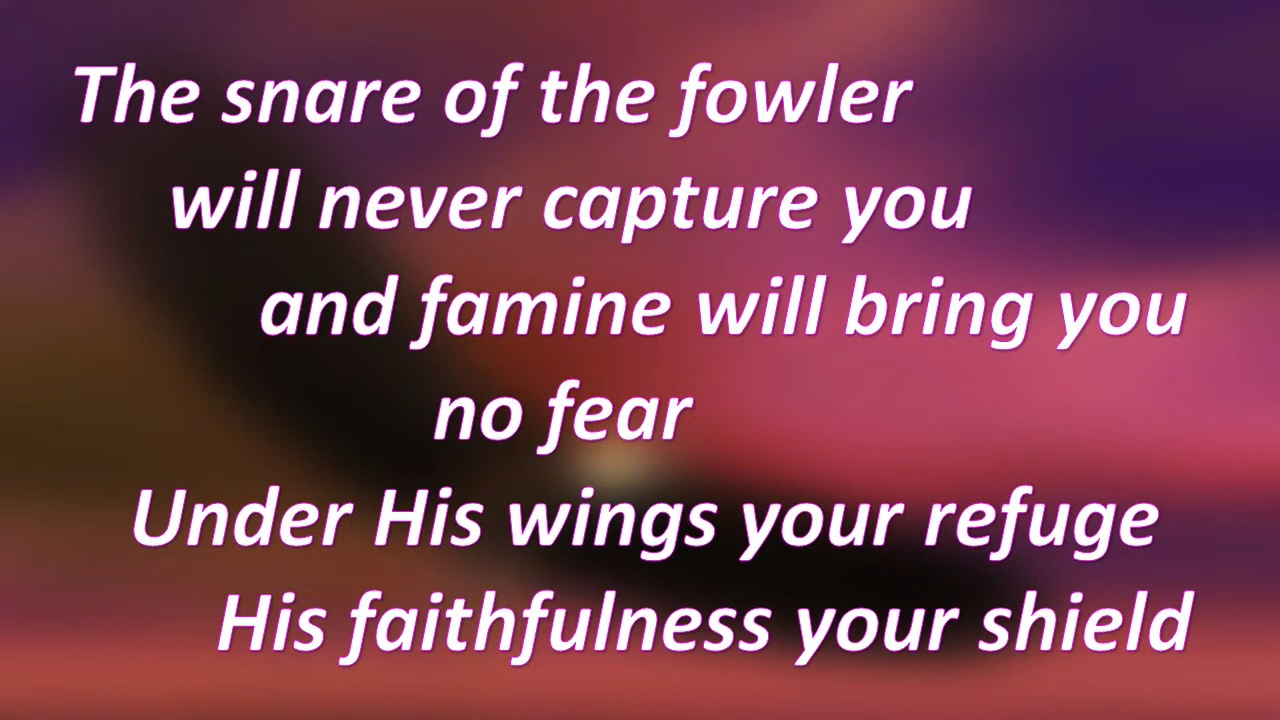 The snare of the fowler
will never capture you
and famine will bring you
no fear
Under His wings your refuge
His faithfulness your shield